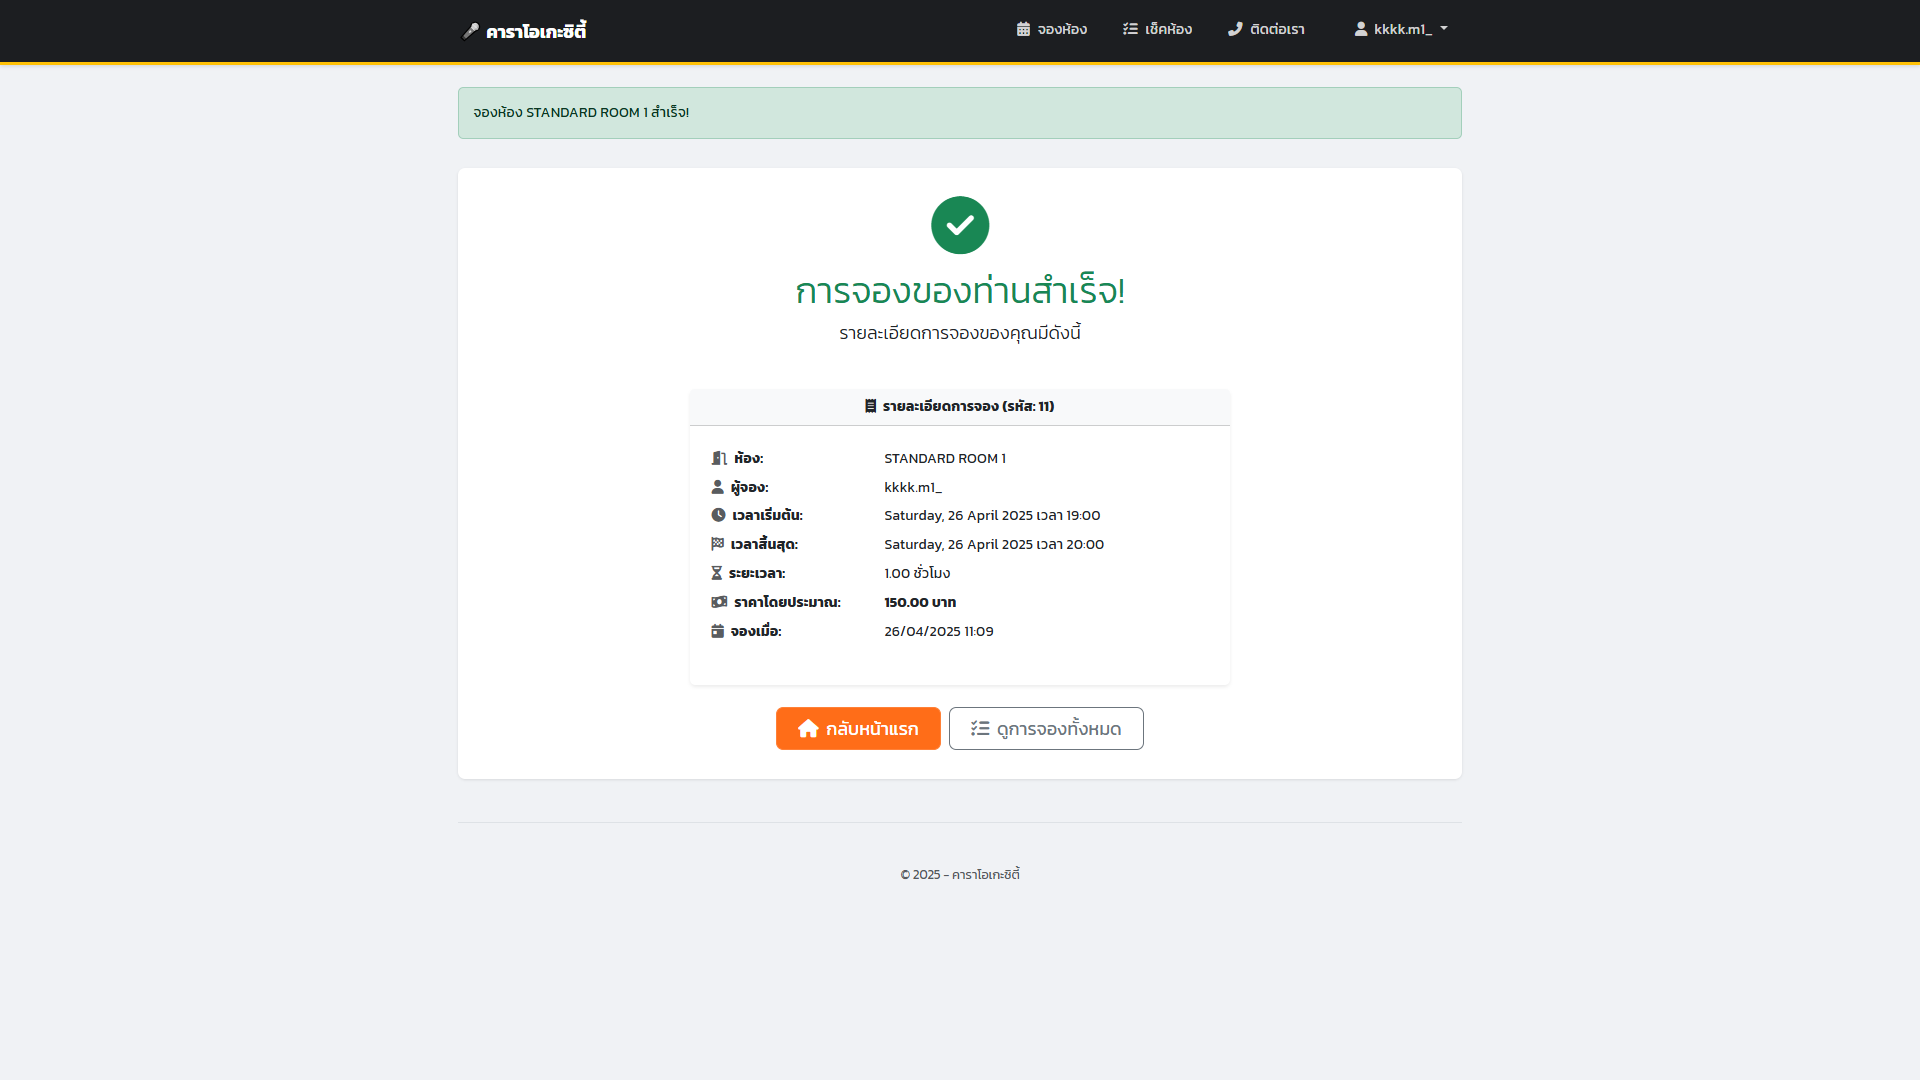 คาราโอเกะซิตี้
จองห้อง
เช็คห้อง
ติดต่อเรา
kkkk.m1_
จองห้อง STANDARD ROOM 1 สำเร็จ!
การจองของท่านสำเร็จ!
รายละเอียดการจองของคุณมีดังนี้
รายละเอียดการจอง (รหัส: 11)
ห้อง: STANDARD ROOM 1
ผู้จอง: kkkk.m1_
เวลาเริ่มต้น: Saturday, 26 April 2025 เวลา 19:00
เวลาสิ้นสุด: Saturday, 26 April 2025 เวลา 20:00
ระยะเวลา: 1.00 ชั่วโมง
ราคาโดยประมาณ: 150.00 บาท
จองเมื่อ: 26/04/2025 11:09
กลับหน้าแรก
ดูการจองทั้งหมด
© 2025 - คาราโอเกะซิตี้